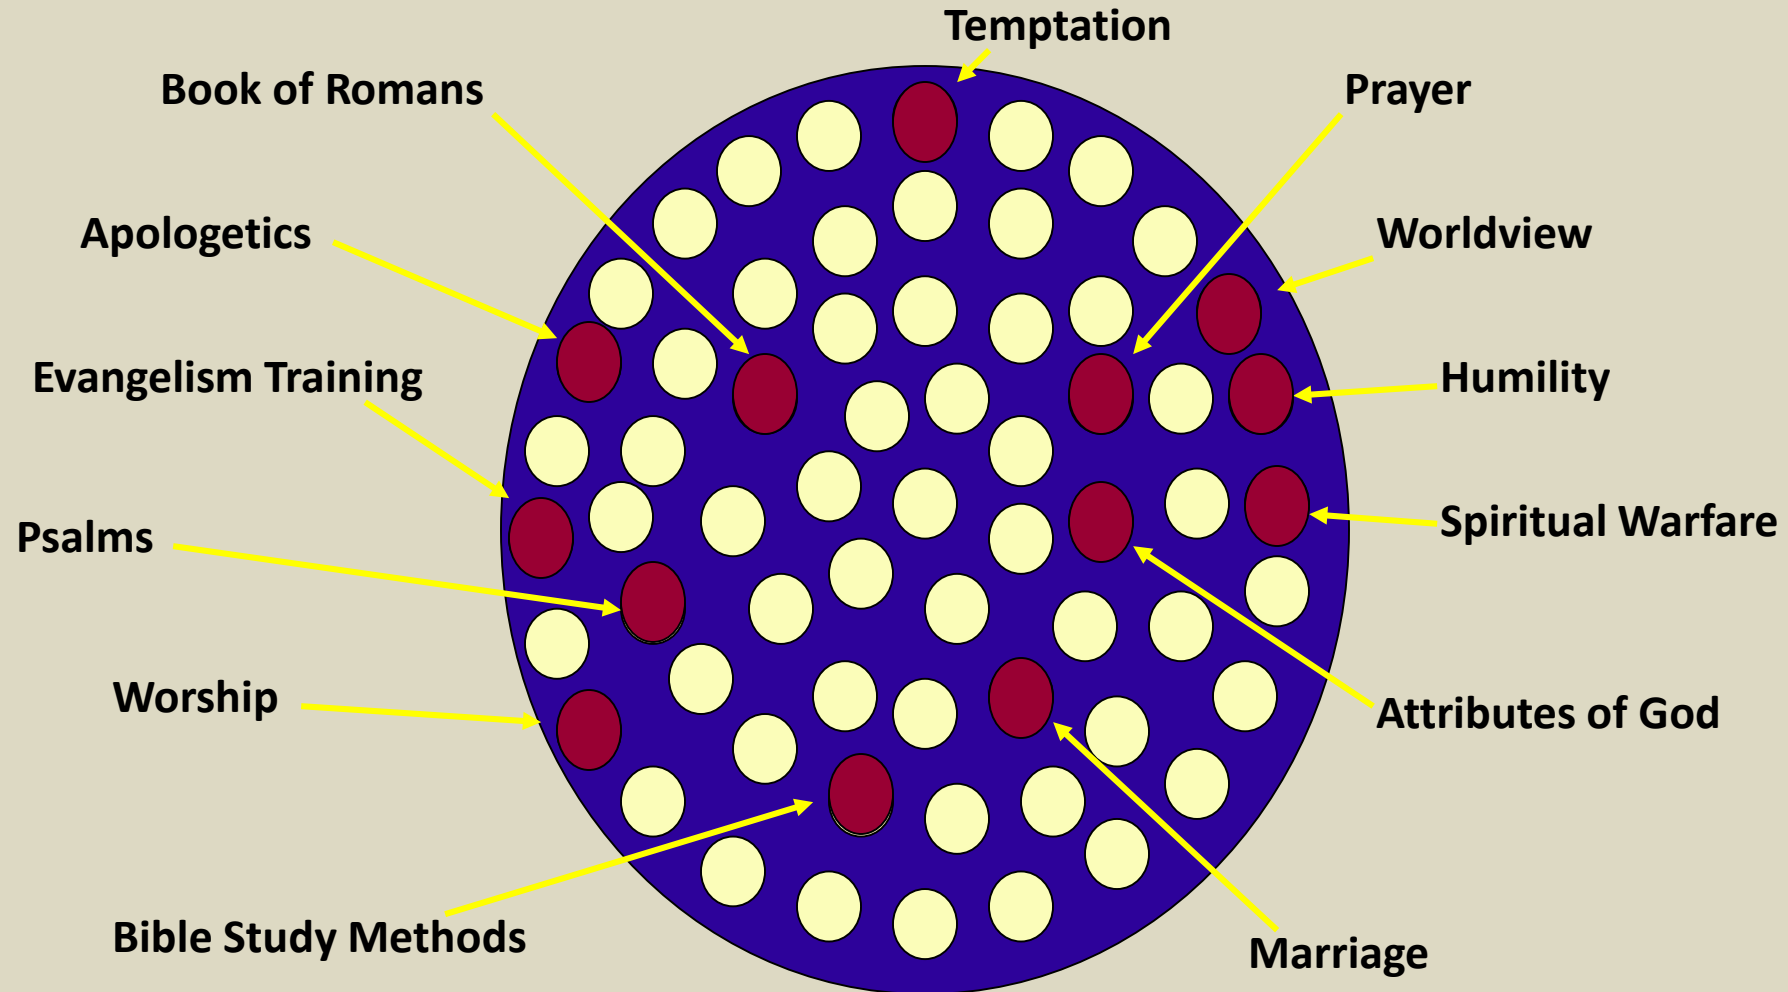 Temptation
Book of Romans
Prayer
Apologetics
Worldview
Evangelism Training
Humility
Psalms
Spiritual Warfare
Worship
Attributes of God
Bible Study Methods
Marriage